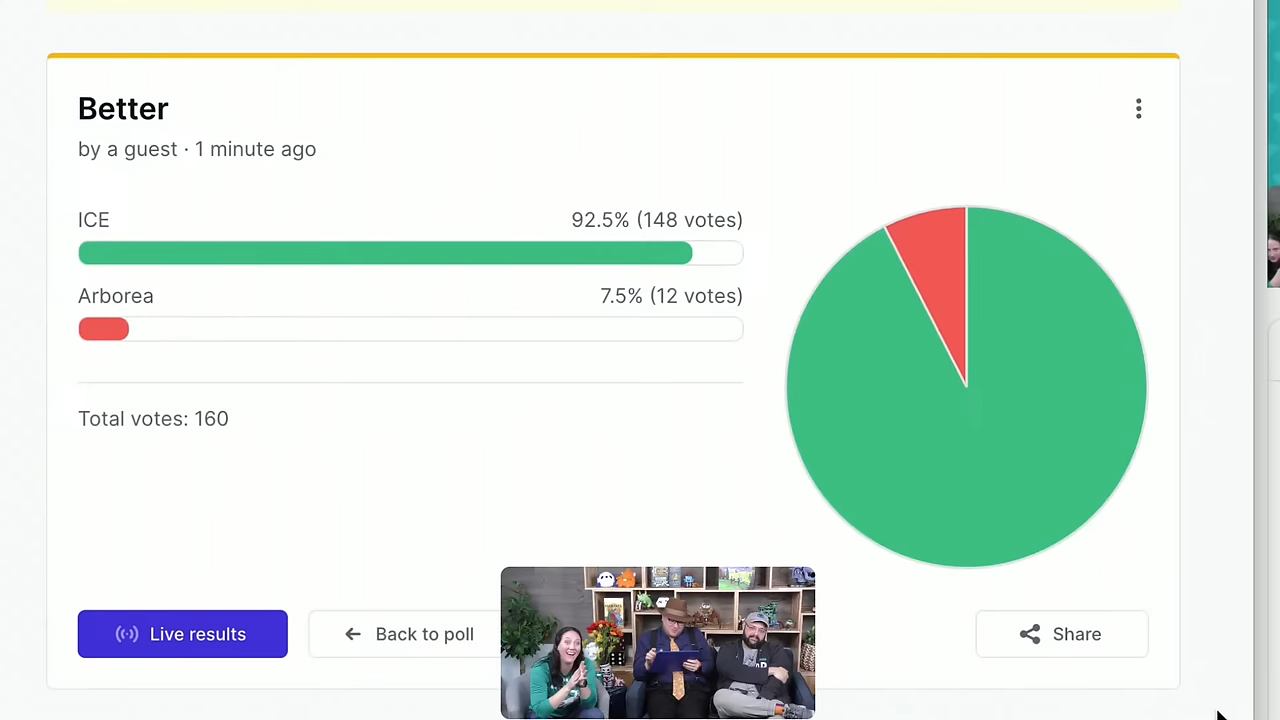 Better
by a guest · 1 minute ago
ICE 92.5% (148 votes)
Arborea 7.5% (12 votes)
Total votes: 160
Live results
Back to poll
Share